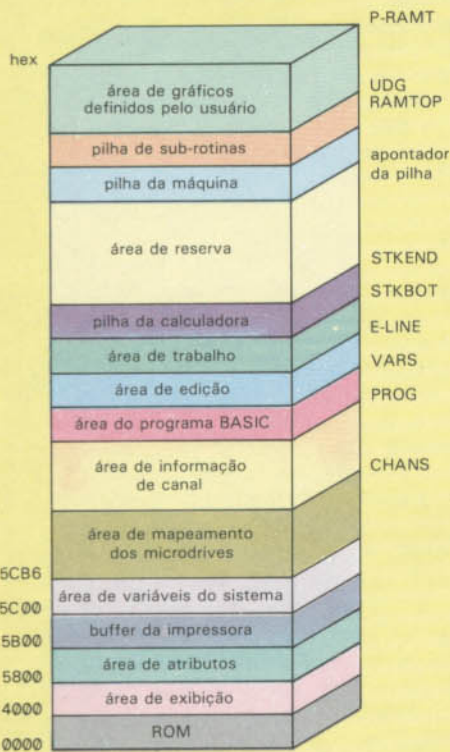 P-RAMT
hex
UDG
área de gráficos
definidos pelo usuário
RAMTOP
pilha de sub-rotinas
apontador
da pilha
pilha da máquina
área de reserva
STKEND
STKBOT
pilha da calculadora
E-LINE
área de trabalho
VARS
área de edição
PROG
área do programa BASIC
área de informação
de canal
CHANS
área de mapeamento
dos microdrives
5CB6
área de variáveis do sistema
5C00
buffer da impressora
5B00
área de atributos
5800
área de exibição
4000
ROM
0000